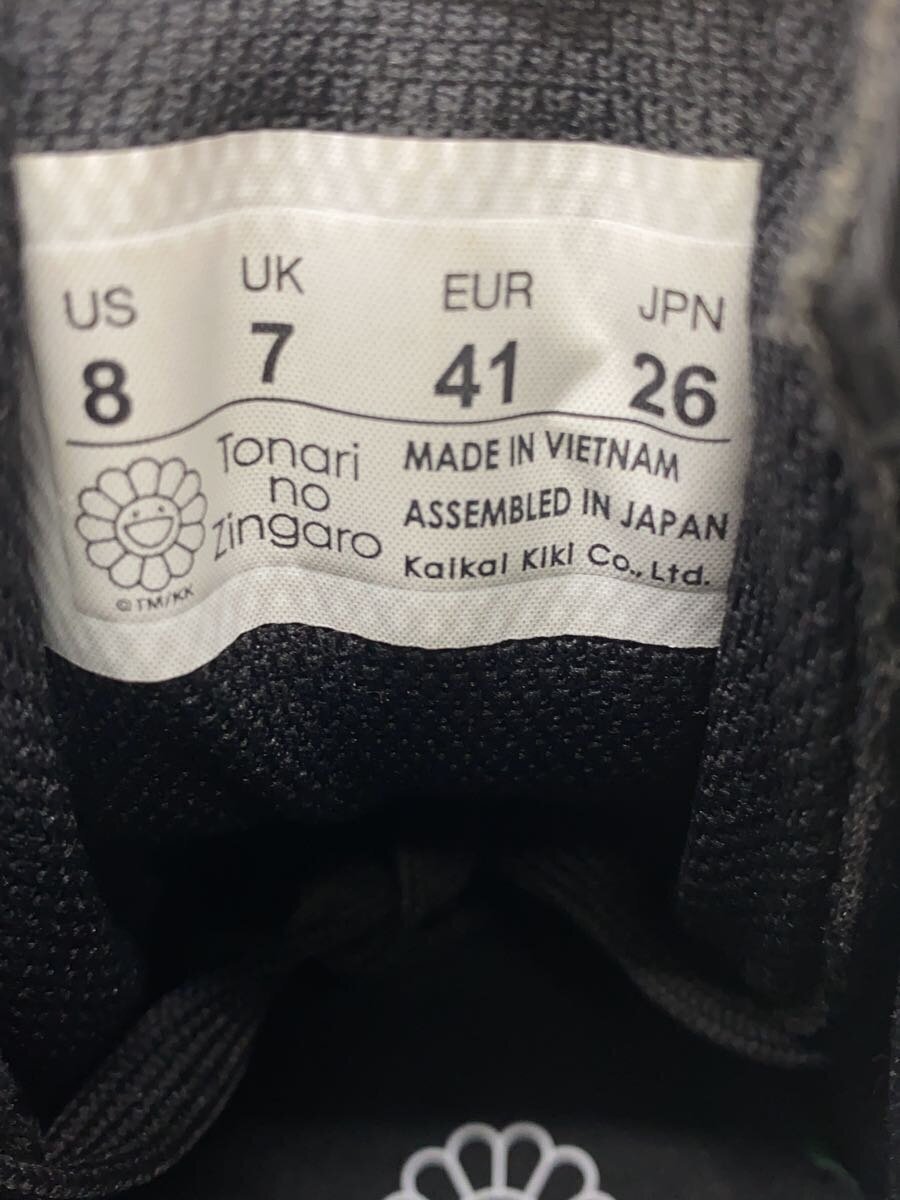 US UK EUR JPN
8 7 41 26
Tonari
no
Zingaro
©TM/KK
MADE IN VIETNAM
ASSEMBLED IN JAPAN
Kaikai Kiki Co., Ltd.